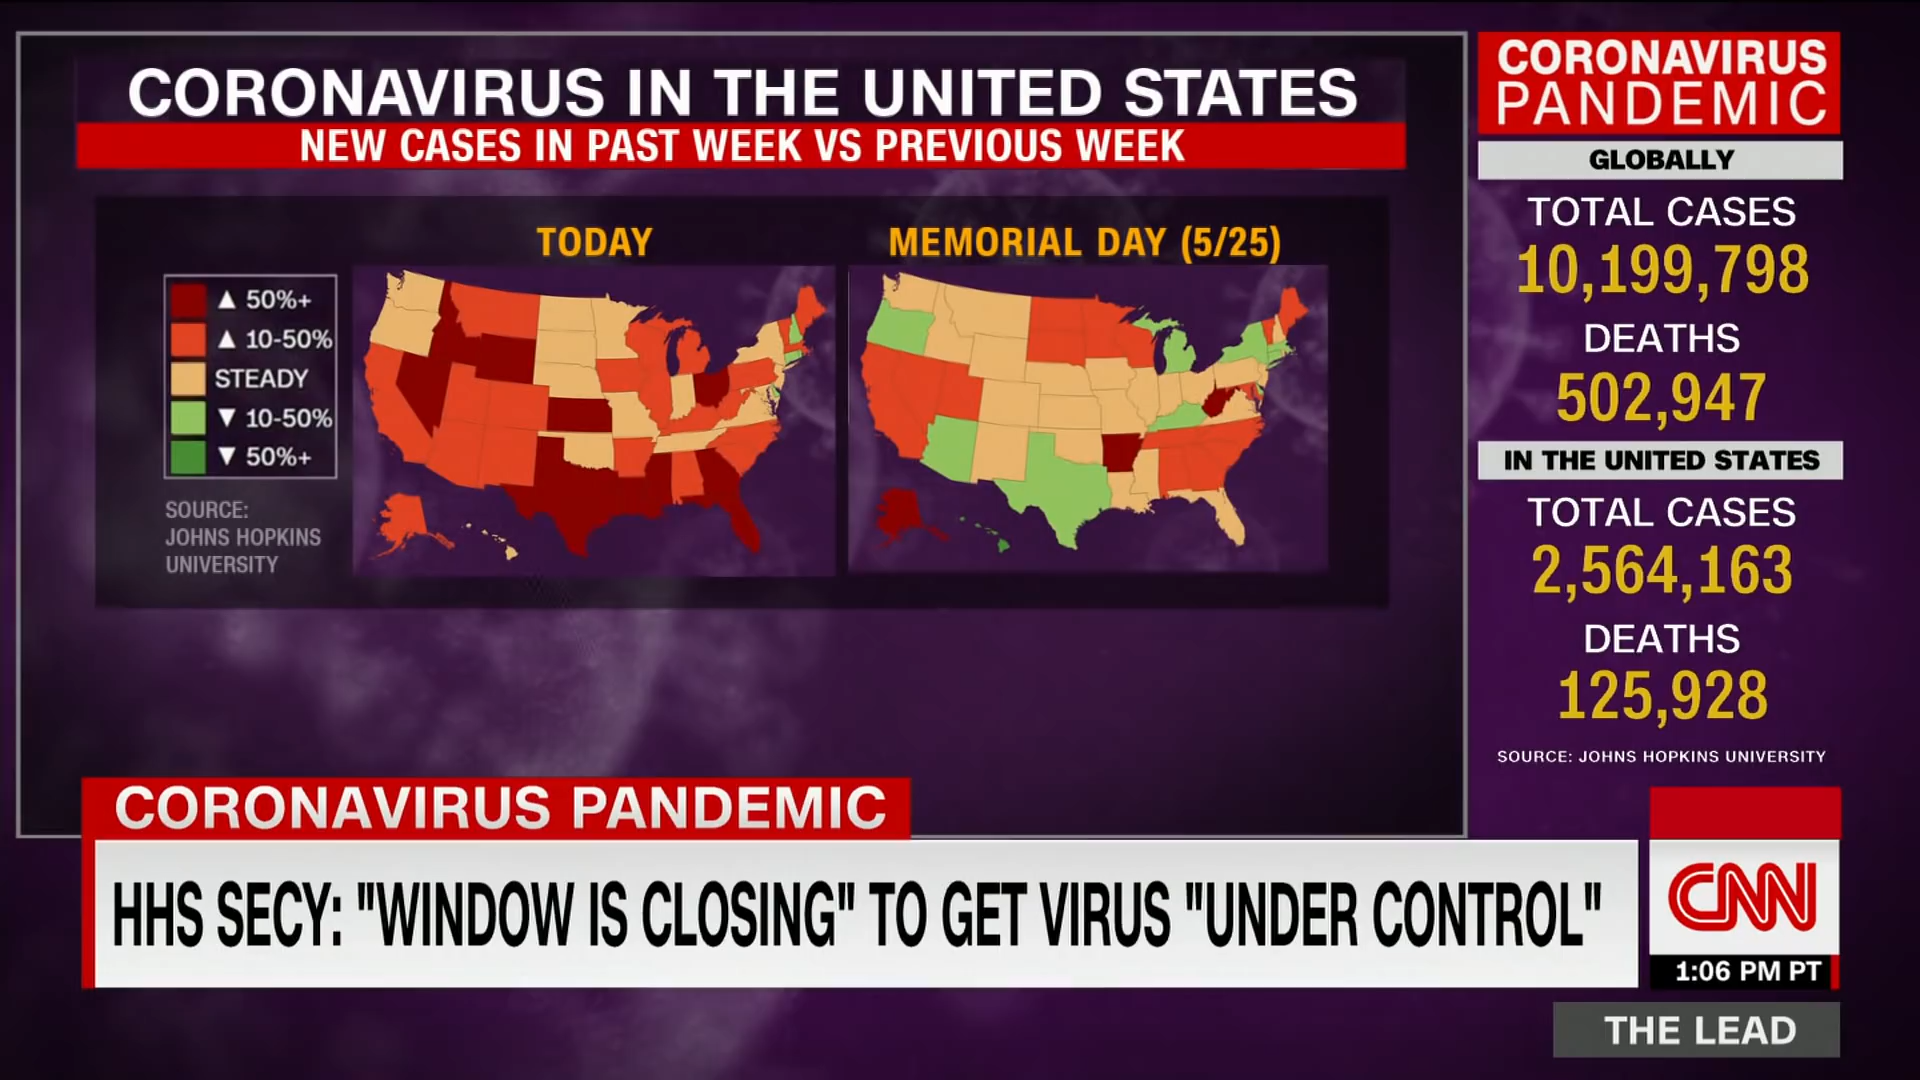 CORONAVIRUS IN THE UNITED STATES
NEW CASES IN PAST WEEK VS PREVIOUS WEEK
TODAY
MEMORIAL DAY (5/25)
▲ 50%+
▲ 10-50%
STEADY
▼ 10-50%
▼ 50%+
SOURCE:
JOHNS HOPKINS
UNIVERSITY
CORONAVIRUS
PANDEMIC
GLOBALLY
TOTAL CASES
10,199,798
DEATHS
502,947
IN THE UNITED STATES
TOTAL CASES
2,564,163
DEATHS
125,928
SOURCE: JOHNS HOPKINS UNIVERSITY
CORONAVIRUS PANDEMIC
HHS SECY: "WINDOW IS CLOSING" TO GET VIRUS "UNDER CONTROL"
CNN
1:06 PM PT
THE LEAD